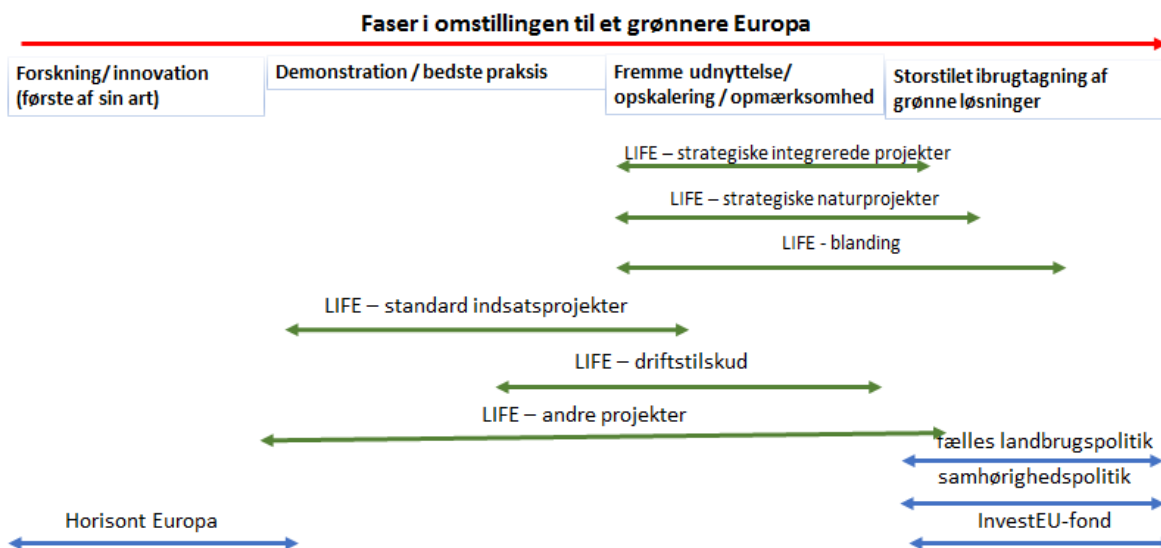 Faser i omstillingen til et grønnere Europa
Forskning/ innovation
(første af sin art)
Demonstration / bedste praksis
Fremme udnyttelse/
opskalering / opmærksomhed
Storstilet ibrugtagning af
grønne løsninger
LIFE – strategiske integrerede projekter
LIFE – strategiske naturprojekter
LIFE - blanding
LIFE – standard indsatsprojekter
LIFE – driftstilskud
LIFE – andre projekter
fælles landbrugspolitik
samhørighedspolitik
Horisont Europa
InvestEU-fond